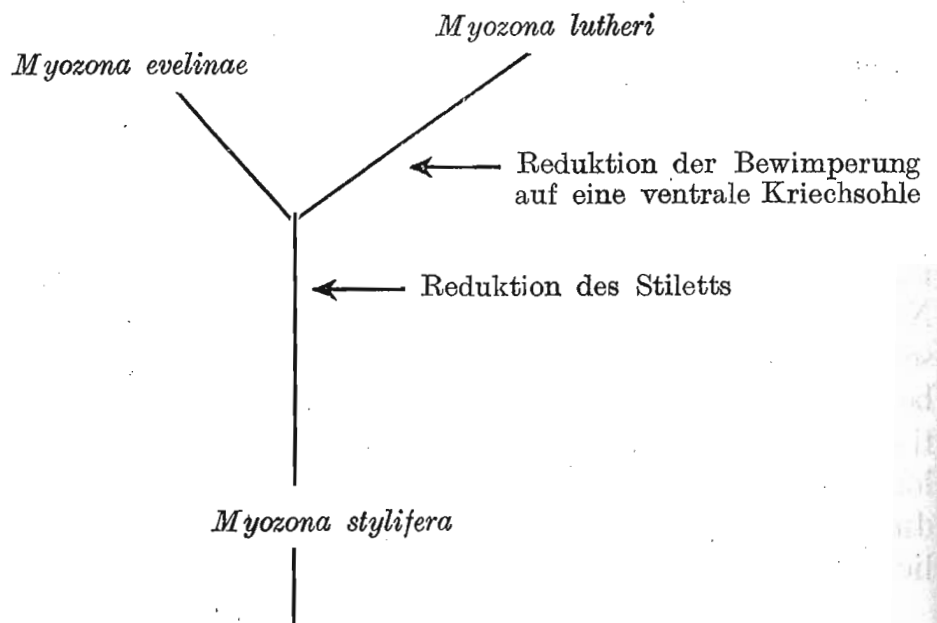 Myozona lutheri
Myozona evelinae
Reduktion der Bewimperung
auf eine ventrale Kriechsohle
Reduktion des Stiletts
Myozona stylifera